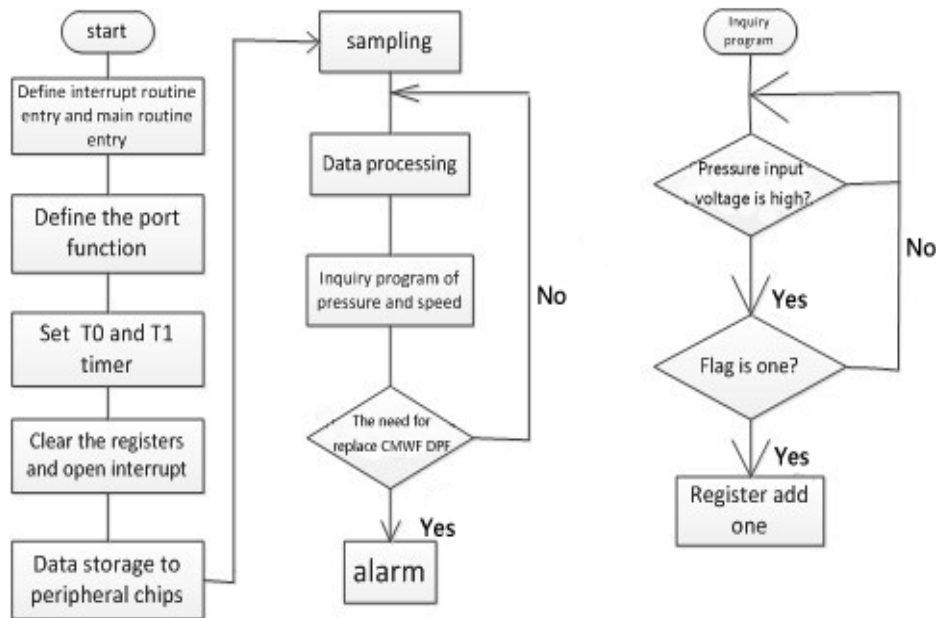 start
Define interrupt routine
entry and main routine
entry
Define the port
function
Set T0 and T1
timer
Clear the registers
and open interrupt
Data storage to
peripheral chips
sampling
Data processing
Inquiry program of
pressure and speed
No
The need for
replace CMWF DPF
Yes
alarm
Inquiry
program
Pressure input
voltage is high?
No
Yes
Flag is one?
Yes
Register add
one